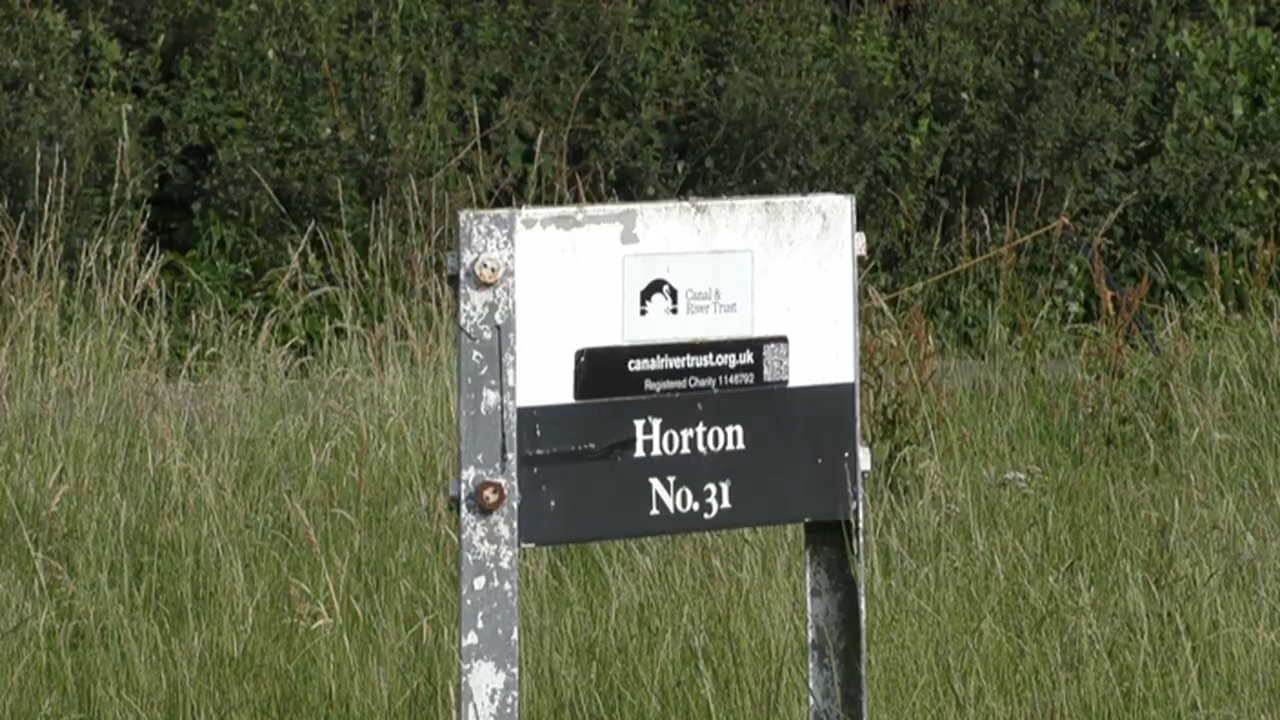 Canal &
River Trust
canalrivertrust.org.uk
Registered Charity 1146792
Horton
No. 31